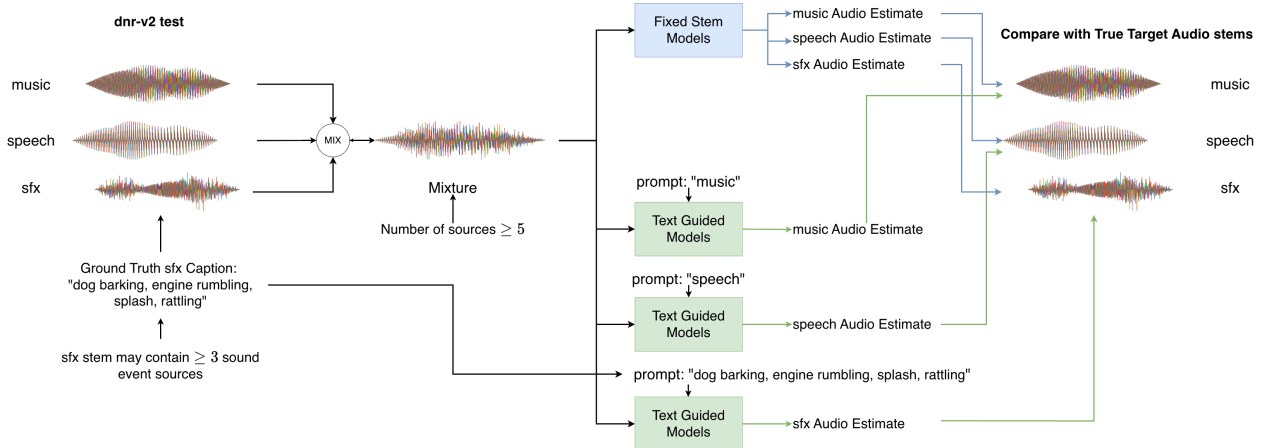 dnr-v2 test
music
speech
sfx
MIX
Mixture
Number of sources ≥ 5
Ground Truth sfx Caption:
"dog barking, engine rumbling,
splash, rattling"
sfx stem may contain ≥ 3 sound
event sources
Fixed Stem
Models
music Audio Estimate
speech Audio Estimate
sfx Audio Estimate
prompt: "music"
Text Guided
Models
music Audio Estimate
prompt: "speech"
Text Guided
Models
speech Audio Estimate
prompt: "dog barking, engine rumbling, splash, rattling"
Text Guided
Models
sfx Audio Estimate
Compare with True Target Audio stems
music
speech
sfx